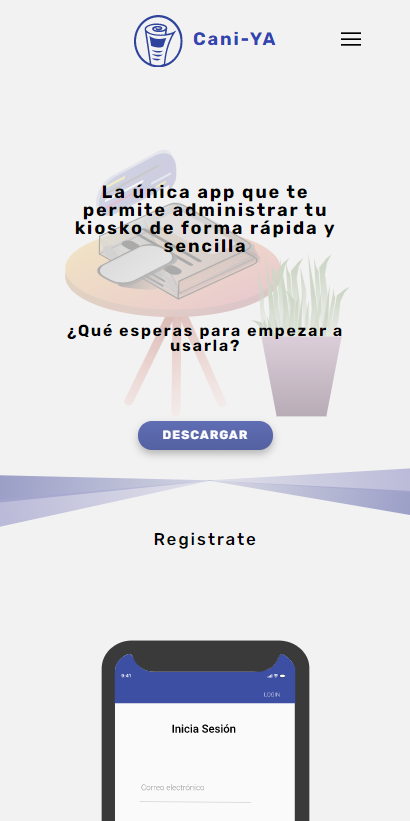 Cani-YA
La única app que te
permite administrar tu
kiosko de forma rápida y
sencilla
¿Qué esperas para empezar a
usarla?
DESCARGAR
Registrate
9:41
LOGIN
Inicia Sesión
Correo electrónico